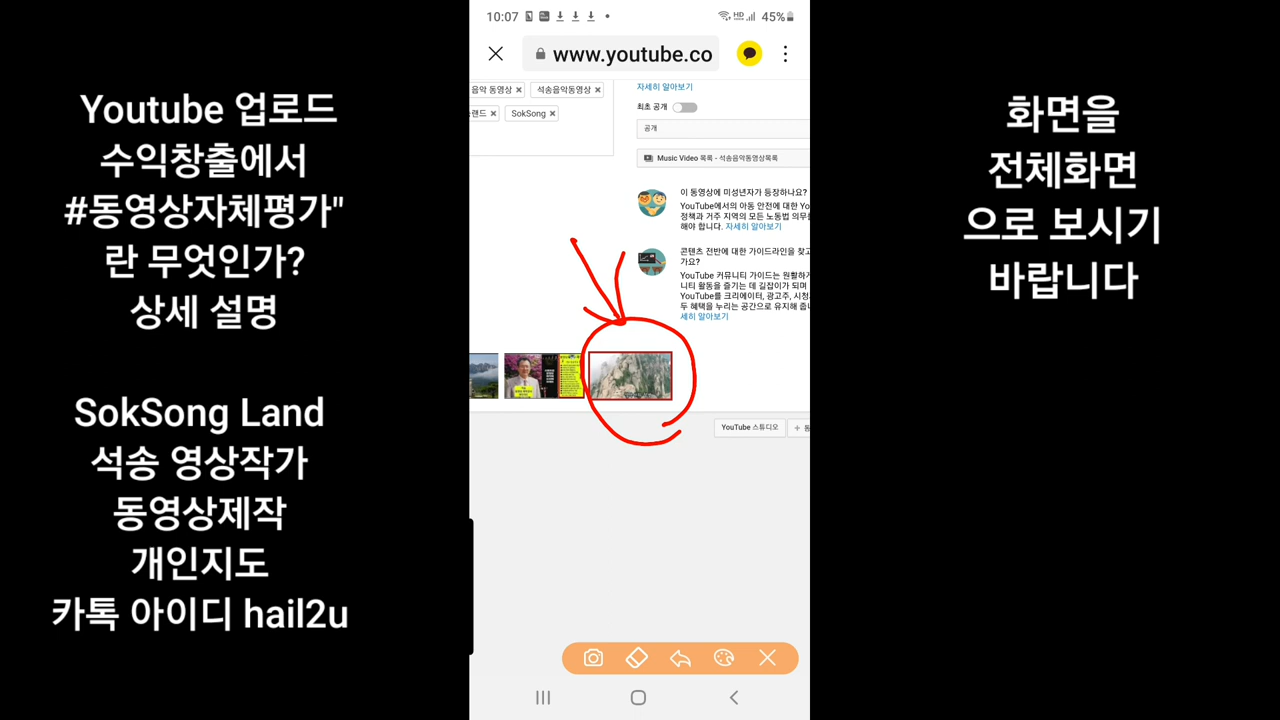 Youtube 업로드
수익창출에서
#동영상자체평가"
란 무엇인가?
상세 설명
SokSong Land
석송 영상작가
동영상제작
개인지도
카톡 아이디 hail2u
10:07
HD
45%
www.youtube.co
음악 동영상 ×
석송음악동영상 ×
랜드 ×
SokSong ×
자세히 알아보기
최초 공개
공개
Music Video 목록 - 석송음악동영상목록
이 동영상에 미성년자가 등장하나요?
YouTube에서의 아동 안전에 대한 Yo
정책과 거주 지역의 모든 노동법 의무를
해야 합니다. 자세히 알아보기
콘텐츠 전반에 대한 가이드라인을 찾고
가요?
YouTube 커뮤니티 가이드는 원활하게
니티 활동을 즐기는 데 길잡이가 되며
YouTube를 크리에이터, 광고주, 시청
두 혜택을 누리는 공간으로 유지해 줍니
세히 알아보기
YouTube 스튜디오
+ 동
화면을
전체화면
으로 보시기
바랍니다